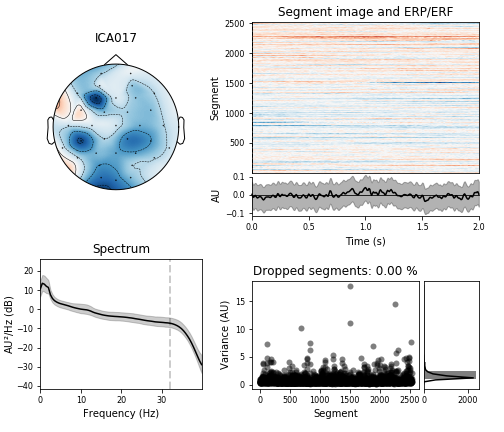 ICA017
Segment image and ERP/ERF
Segment
2500
2000
1500
1000
500
AU
0.1
0.0
−0.1
0.0 0.5 1.0 1.5 2.0
Time (s)
Spectrum
AU²/Hz (dB)
20
10
0
−10
−20
−30
−40
0 10 20 30
Frequency (Hz)
Dropped segments: 0.00 %
Variance (AU)
15
10
5
0
0 500 1000 1500 2000 2500
Segment
0 2000